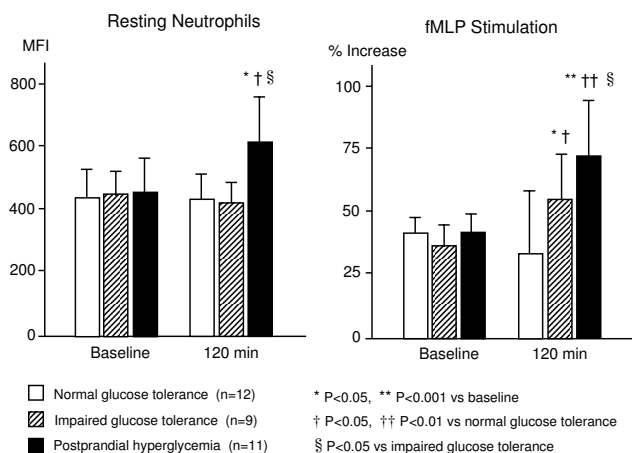 Resting Neutrophils
MFI
800
600
400
200
0
* † §
Baseline 120 min
fMLP Stimulation
% Increase
100
75
50
25
0
** †† §
* †
Baseline 120 min
Normal glucose tolerance (n=12)
Impaired glucose tolerance (n=9)
Postprandial hyperglycemia (n=11)
* P<0.05, ** P<0.001 vs baseline
† P<0.05, †† P<0.01 vs normal glucose tolerance
§ P<0.05 vs impaired glucose tolerance